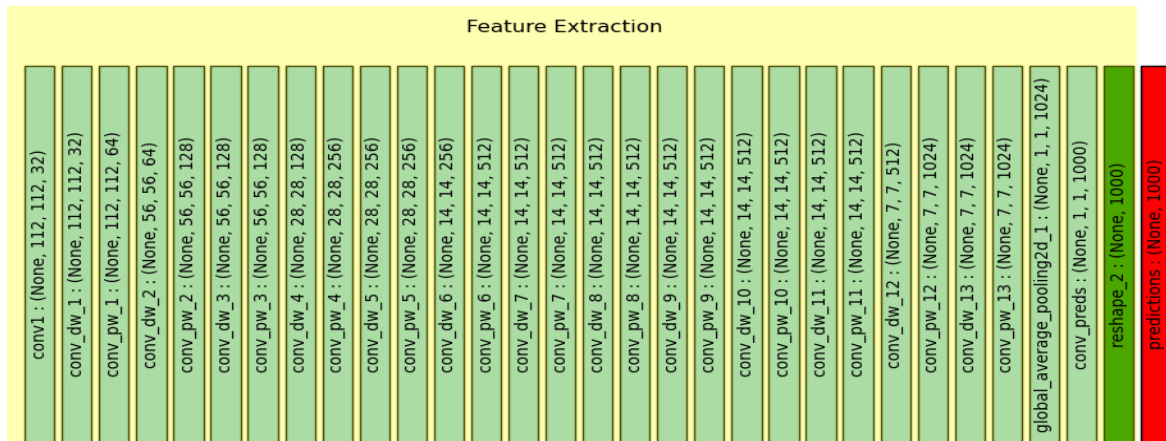 Feature Extraction
conv1 : (None, 112, 112, 32)
conv_dw_1 : (None, 112, 112, 32)
conv_pw_1 : (None, 112, 112, 64)
conv_dw_2 : (None, 56, 56, 64)
conv_pw_2 : (None, 56, 56, 128)
conv_dw_3 : (None, 56, 56, 128)
conv_pw_3 : (None, 56, 56, 128)
conv_dw_4 : (None, 28, 28, 128)
conv_pw_4 : (None, 28, 28, 256)
conv_dw_5 : (None, 28, 28, 256)
conv_pw_5 : (None, 28, 28, 256)
conv_dw_6 : (None, 14, 14, 256)
conv_pw_6 : (None, 14, 14, 512)
conv_dw_7 : (None, 14, 14, 512)
conv_pw_7 : (None, 14, 14, 512)
conv_dw_8 : (None, 14, 14, 512)
conv_pw_8 : (None, 14, 14, 512)
conv_dw_9 : (None, 14, 14, 512)
conv_pw_9 : (None, 14, 14, 512)
conv_dw_10 : (None, 14, 14, 512)
conv_pw_10 : (None, 14, 14, 512)
conv_dw_11 : (None, 14, 14, 512)
conv_pw_11 : (None, 14, 14, 512)
conv_dw_12 : (None, 7, 7, 512)
conv_pw_12 : (None, 7, 7, 1024)
conv_dw_13 : (None, 7, 7, 1024)
conv_pw_13 : (None, 7, 7, 1024)
global_average_pooling2d_1 : (None, 1, 1, 1024)
conv_preds : (None, 1, 1, 1000)
reshape_2 : (None, 1000)
predictions : (None, 1000)